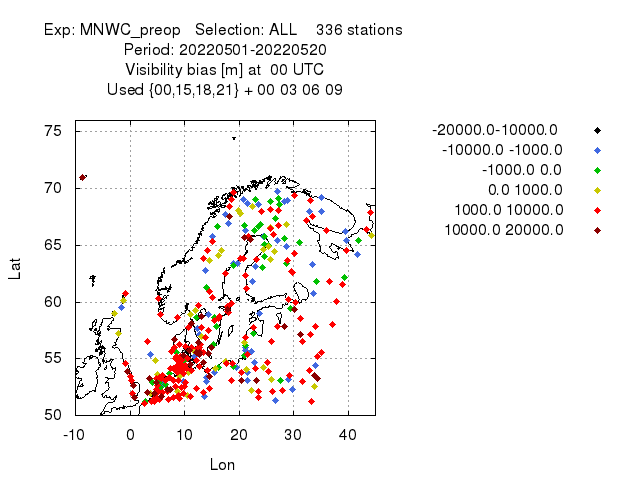 Exp: MNWC_preop   Selection: ALL    336 stations
Period: 20220501-20220520
Visibility bias [m] at  00 UTC
Used {00,15,18,21} + 00 03 06 09
-20000.0-10000.0
-10000.0 -1000.0
-1000.0 0.0
0.0 1000.0
1000.0 10000.0
10000.0 20000.0
75
70
65
60
55
50
Lat
-10 0 10 20 30 40
Lon